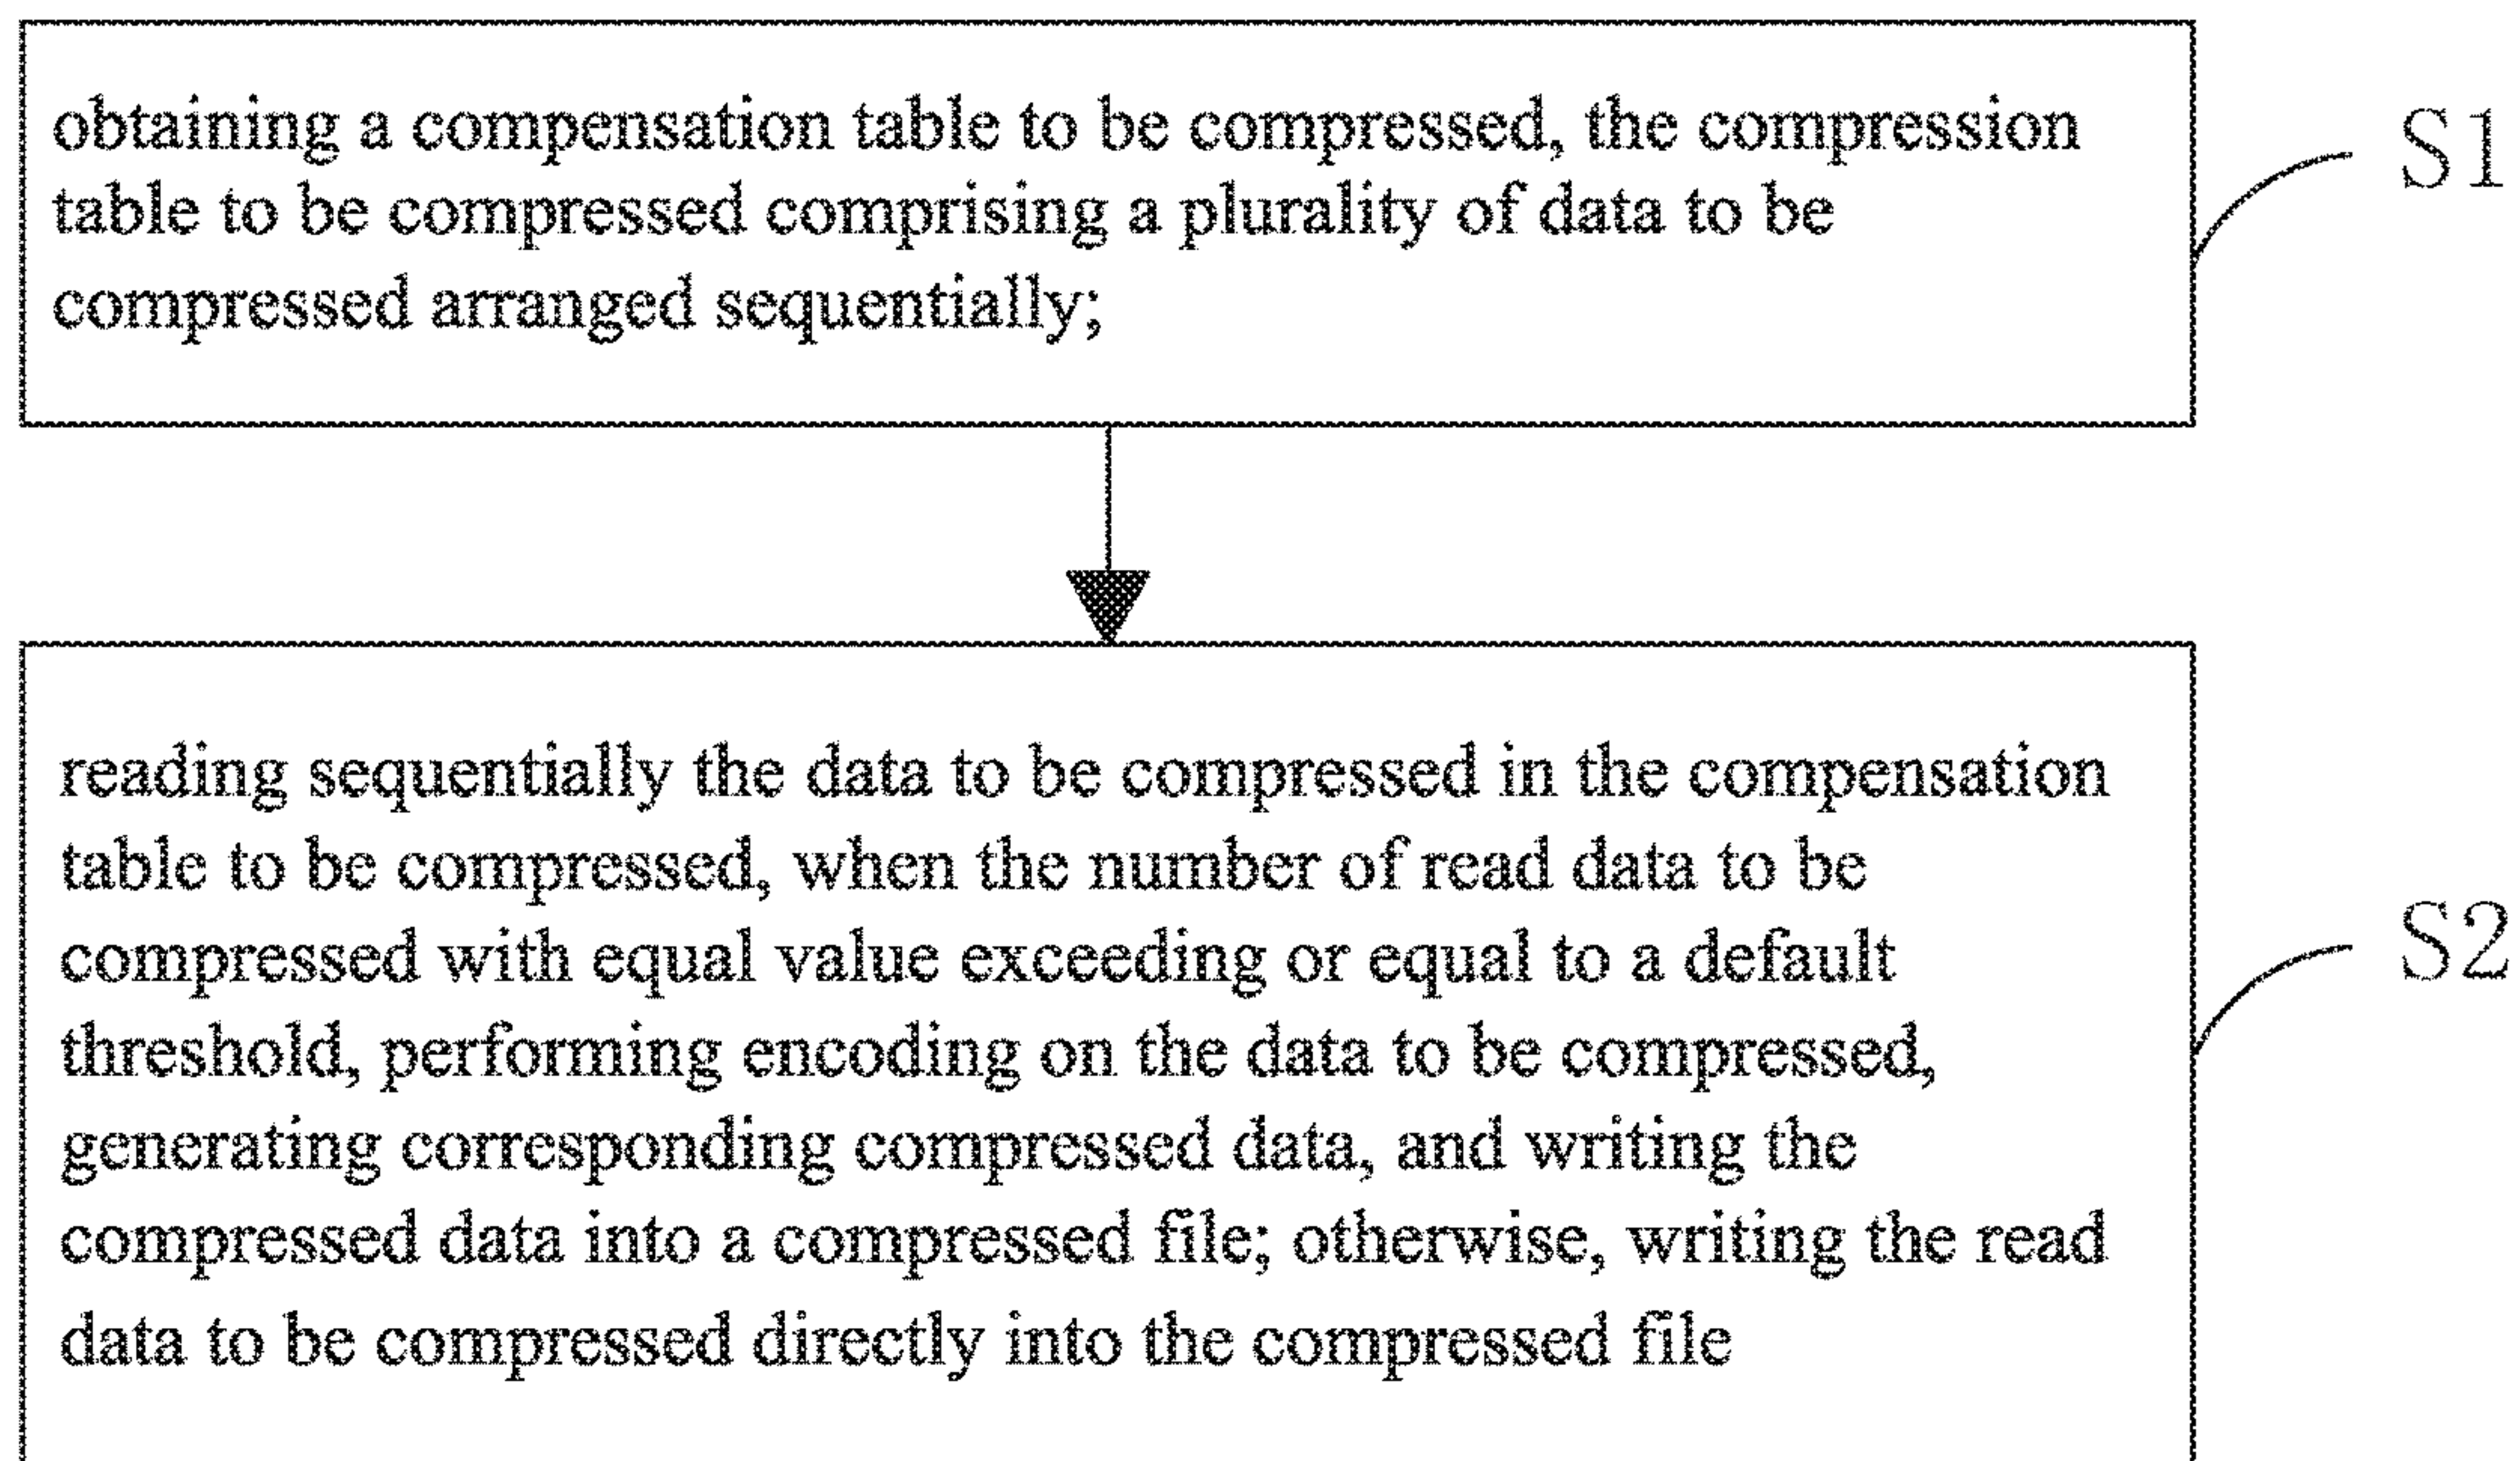 obtaining a compensation table to be compressed, the compression
table to be compressed comprising a plurality of data to be
compressed arranged sequentially;
S1
reading sequentially the data to be compressed in the compensation
table to be compressed, when the number of read data to be
compressed with equal value exceeding or equal to a default
threshold, performing encoding on the data to be compressed,
generating corresponding compressed data, and writing the
compressed data into a compressed file; otherwise, writing the read
data to be compressed directly into the compressed file
S2